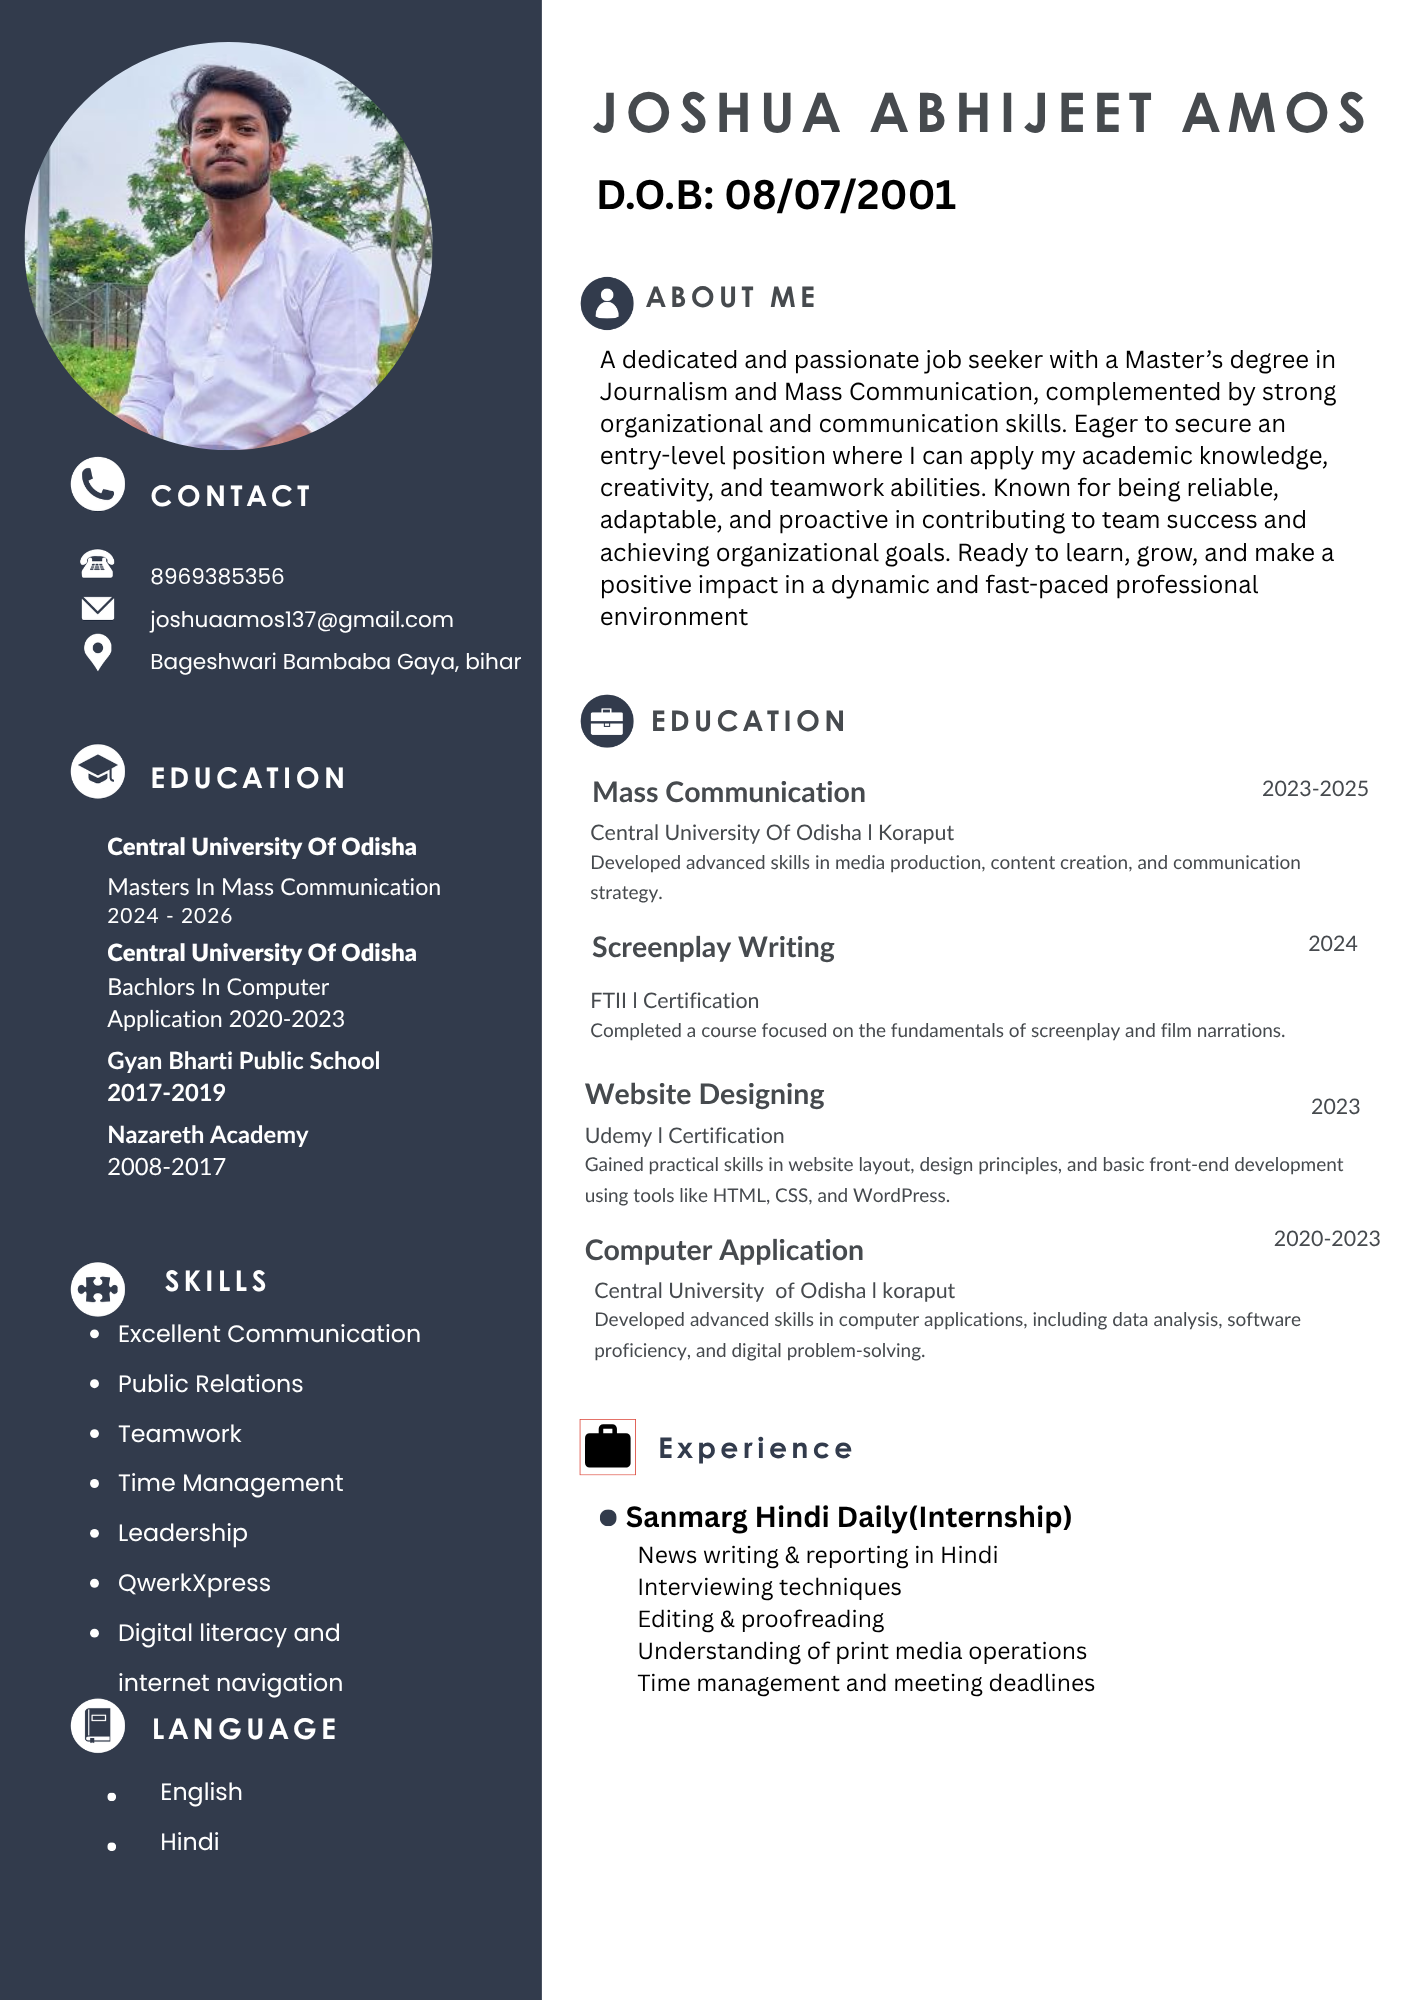 JOSHUA ABHIJEET AMOS
D.O.B: 08/07/2001
CONTACT
8969385356
joshuaamos137@gmail.com
Bageshwari Bambaba Gaya, bihar
EDUCATION
Central University Of Odisha
Masters In Mass Communication
2024 - 2026
Central University Of Odisha
Bachlors In Computer
Application 2020-2023
Gyan Bharti Public School
2017-2019
Nazareth Academy
2008-2017
SKILLS
• Excellent Communication
• Public Relations
• Teamwork
• Time Management
• Leadership
• QwerkXpress
• Digital literacy and
internet navigation
LANGUAGE
• English
• Hindi
ABOUT ME
A dedicated and passionate job seeker with a Master’s degree in
Journalism and Mass Communication, complemented by strong
organizational and communication skills. Eager to secure an
entry-level position where I can apply my academic knowledge,
creativity, and teamwork abilities. Known for being reliable,
adaptable, and proactive in contributing to team success and
achieving organizational goals. Ready to learn, grow, and make a
positive impact in a dynamic and fast-paced professional
environment
EDUCATION
Mass Communication 2023-2025
Central University Of Odisha l Koraput
Developed advanced skills in media production, content creation, and communication
strategy.
Screenplay Writing 2024
FTII l Certification
Completed a course focused on the fundamentals of screenplay and film narrations.
Website Designing 2023
Udemy l Certification
Gained practical skills in website layout, design principles, and basic front-end development
using tools like HTML, CSS, and WordPress.
Computer Application 2020-2023
Central University  of Odisha l koraput
Developed advanced skills in computer applications, including data analysis, software
proficiency, and digital problem-solving.
Experience
• Sanmarg Hindi Daily(Internship)
News writing & reporting in Hindi
Interviewing techniques
Editing & proofreading
Understanding of print media operations
Time management and meeting deadlines